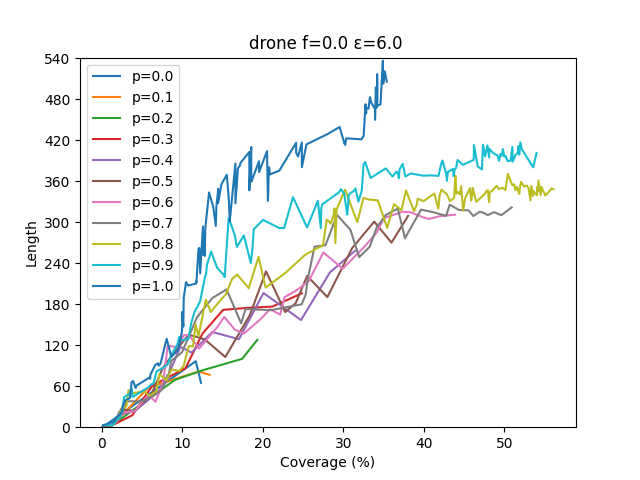 drone f=0.0 ε=6.0
540
480
420
360
300
240
180
120
60
0
Length
p=0.0
p=0.1
p=0.2
p=0.3
p=0.4
p=0.5
p=0.6
p=0.7
p=0.8
p=0.9
p=1.0
0 10 20 30 40 50
Coverage (%)